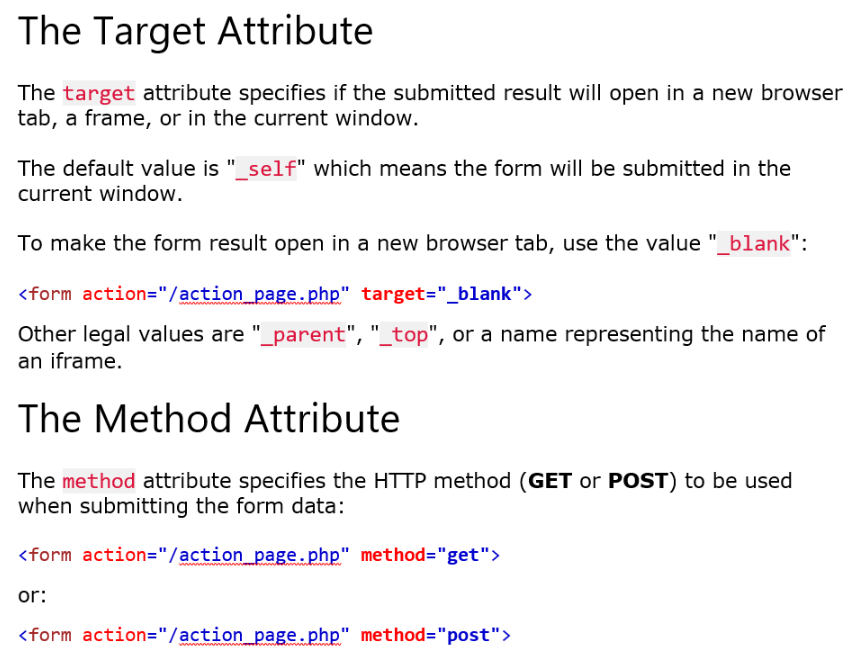 The Target Attribute
The target attribute specifies if the submitted result will open in a new browser
tab, a frame, or in the current window.
The default value is "_self" which means the form will be submitted in the
current window.
To make the form result open in a new browser tab, use the value "_blank":
<form action="/action_page.php" target="_blank">
Other legal values are "_parent", "_top", or a name representing the name of
an iframe.
The Method Attribute
The method attribute specifies the HTTP method (GET or POST) to be used
when submitting the form data:
<form action="/action_page.php" method="get">
or:
<form action="/action_page.php" method="post">